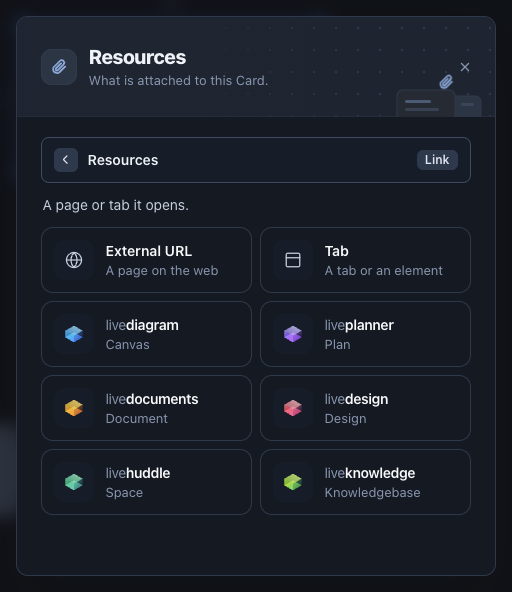 Resources
What is attached to this Card.
Resources
Link
A page or tab it opens.
External URL
A page on the web
Tab
A tab or an element
livediagram
Canvas
liveplanner
Plan
livedocuments
Document
livedesign
Design
livehuddle
Space
liveknowledge
Knowledgebase